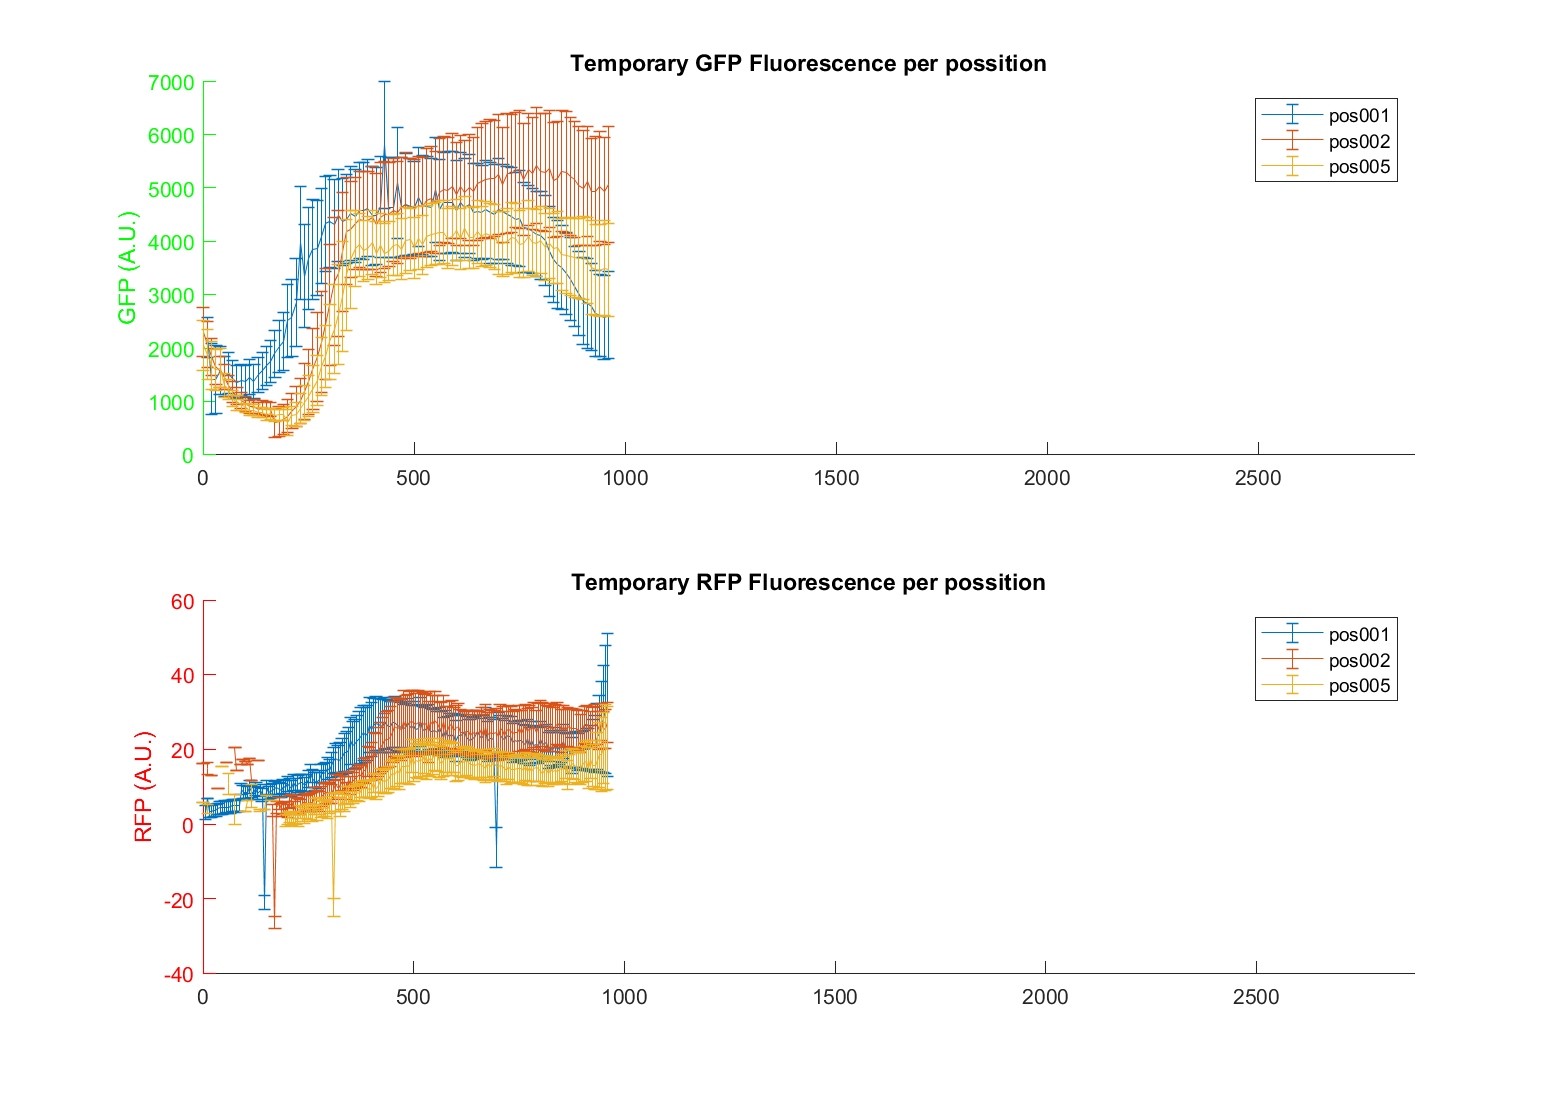 Temporary GFP Fluorescence per possition
GFP (A.U.)
7000
6000
5000
4000
3000
2000
1000
0
0 500 1000 1500 2000 2500
pos001
pos002
pos005
Temporary RFP Fluorescence per possition
RFP (A.U.)
60
40
20
0
-20
-40
0 500 1000 1500 2000 2500
pos001
pos002
pos005